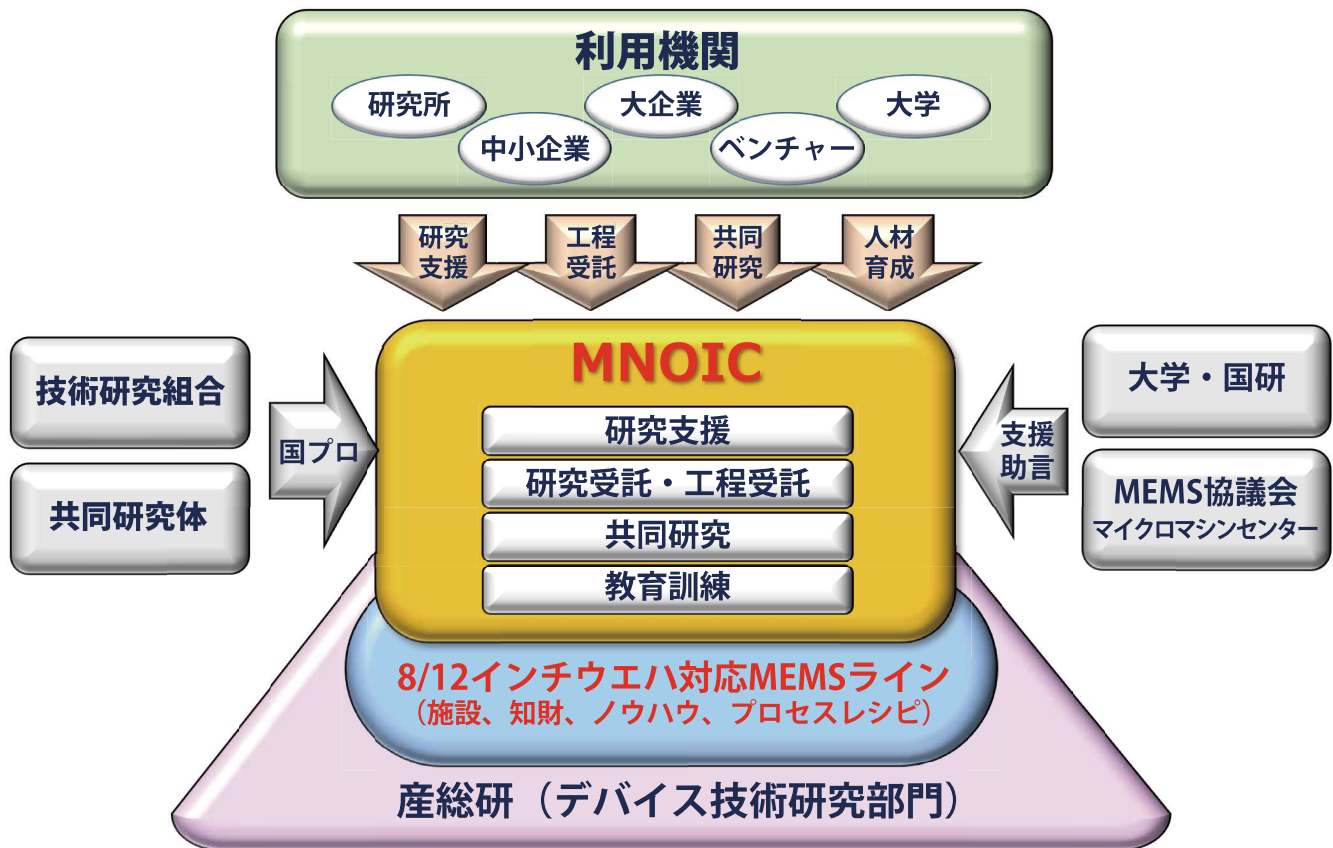 利用機関
研究所
大企業
大学
中小企業
ベンチャー
研究
支援
工程
受託
共同
研究
人材
育成
技術研究組合
共同研究体
国プロ
MNOIC
研究支援
研究受託・工程受託
共同研究
教育訓練
支援
助言
大学・国研
MEMS協議会
マイクロマシンセンター
8/12インチウエハ対応MEMSライン
（施設、知財、ノウハウ、プロセスレシピ）
産総研（デバイス技術研究部門）